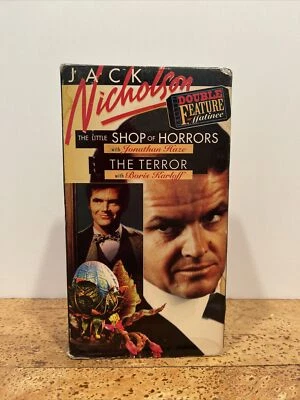 JACK
Nicholson
DOUBLE
FEATURE
Matinee
THE LITTLE SHOP OF HORRORS
with Jonathan Haze
THE TERROR
with Boris Karloff